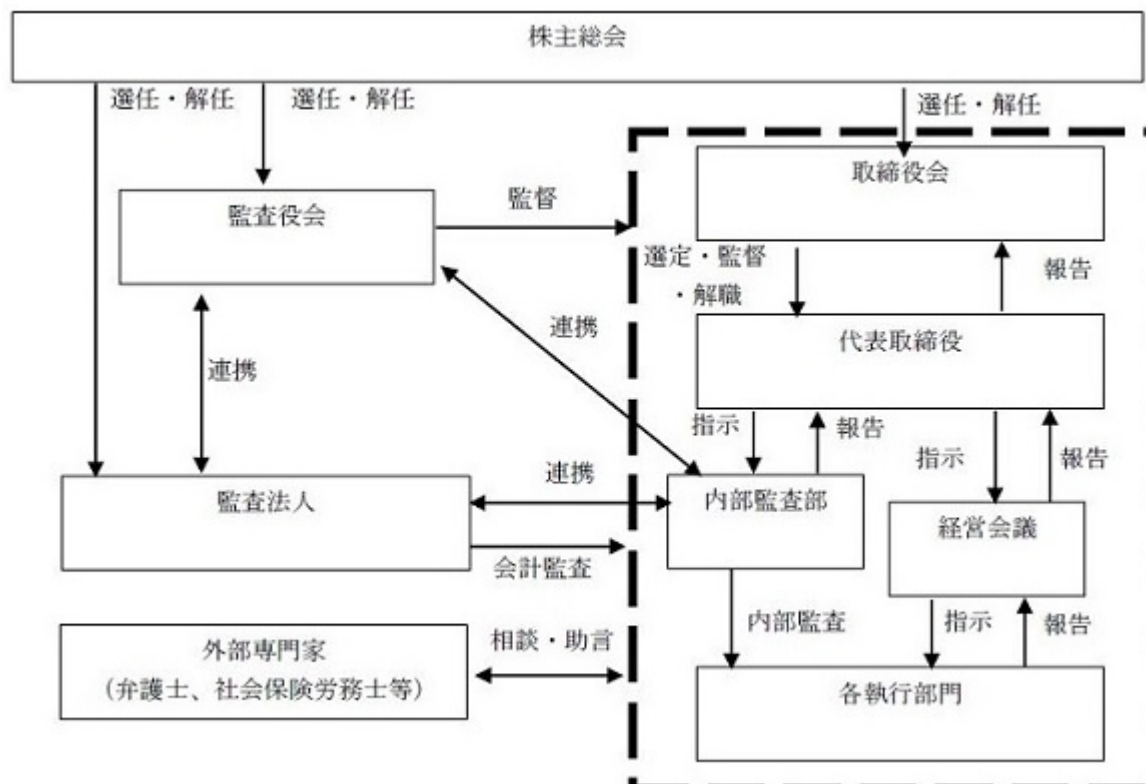 株主総会
選任・解任
選任・解任
選任・解任
取締役会
監査役会
監督
選定・監督
・解職
報告
代表取締役
連携
連携
指示
報告
指示
報告
連携
監査法人
内部監査部
経営会議
会計監査
内部監査
指示
報告
相談・助言
外部専門家
(弁護士、社会保険労務士等)
各執行部門